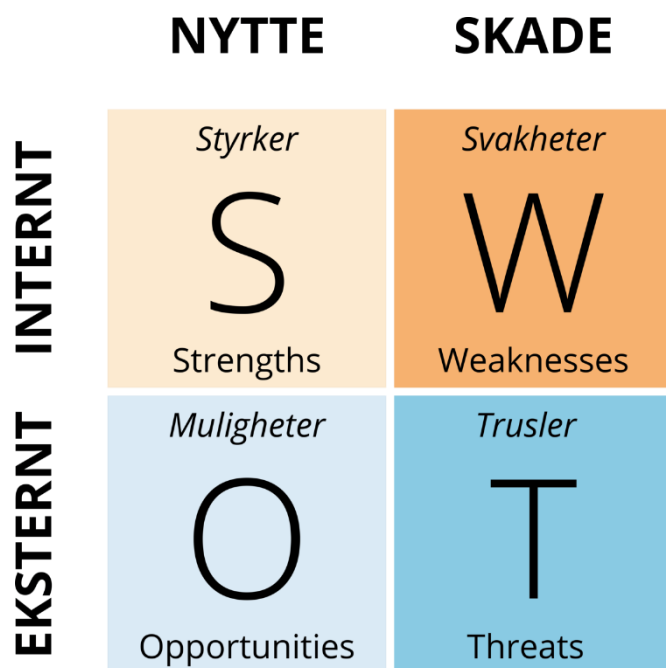 NYTTE SKADE
INTERNT
Styrker
S
Strengths
Svakheter
W
Weaknesses
EKSTERNT
Muligheter
O
Opportunities
Trusler
T
Threats